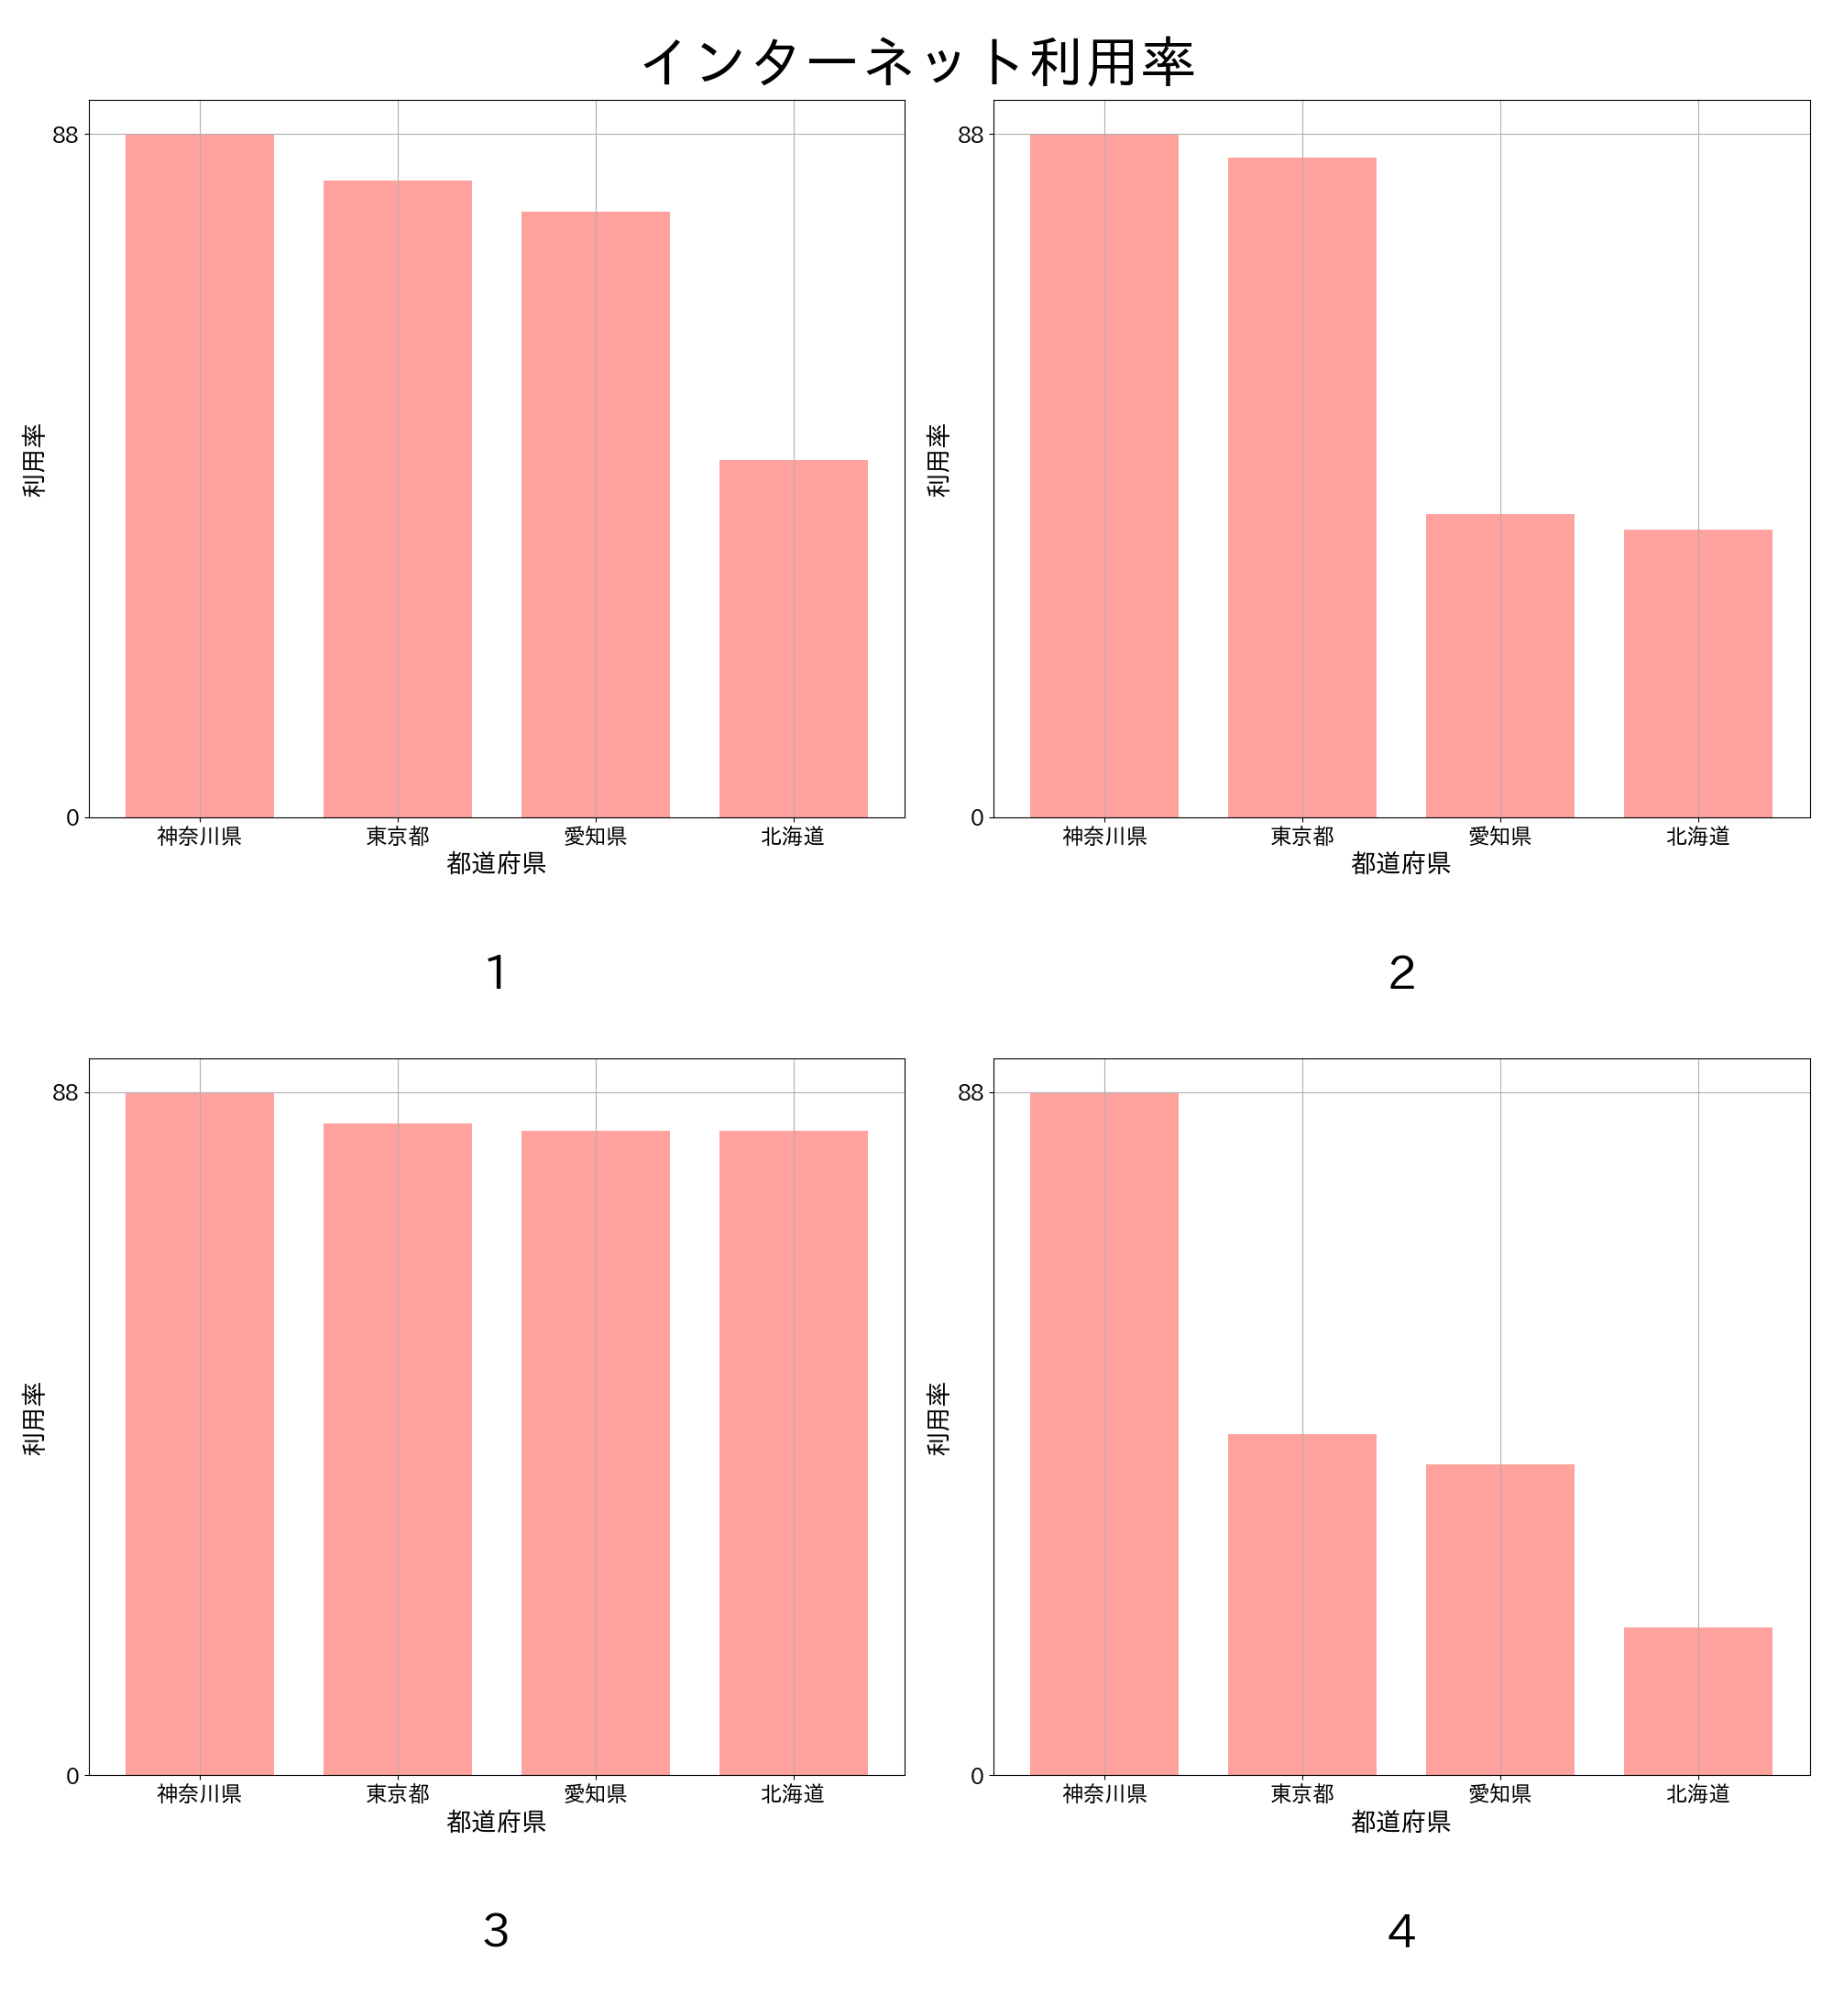 インターネット利用率
88
利用率
0
神奈川県 東京都 愛知県 北海道
都道府県
1
88
利用率
0
神奈川県 東京都 愛知県 北海道
都道府県
2
88
利用率
0
神奈川県 東京都 愛知県 北海道
都道府県
3
88
利用率
0
神奈川県 東京都 愛知県 北海道
都道府県
4